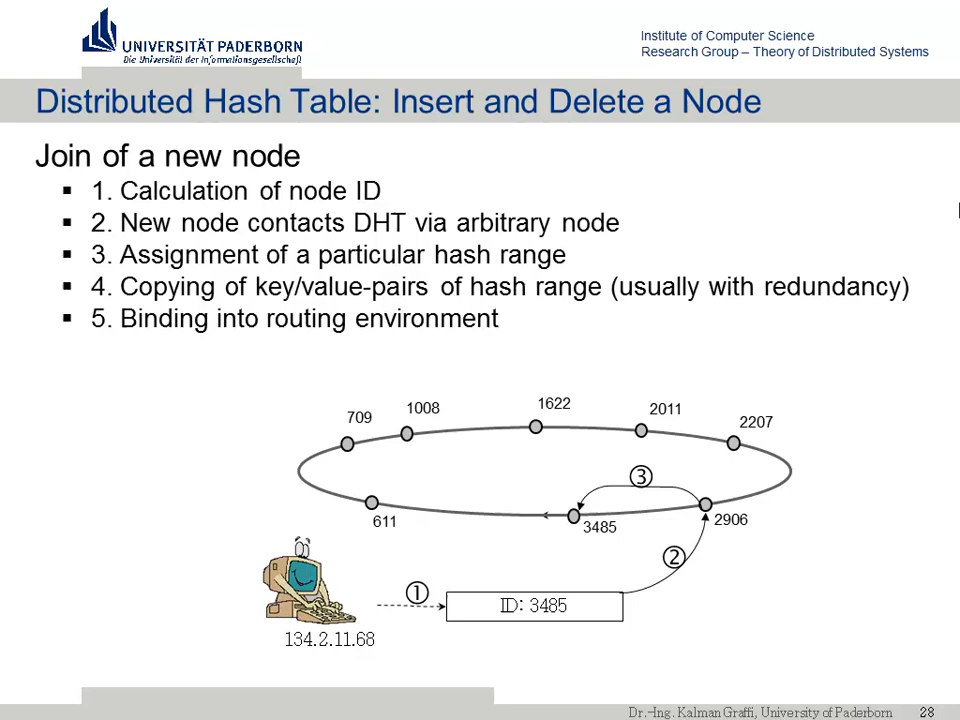 UNIVERSITÄT PADERBORN
Die Universität der Informationsgesellschaft
Institute of Computer Science
Research Group – Theory of Distributed Systems
Distributed Hash Table: Insert and Delete a Node
Join of a new node
▪ 1. Calculation of node ID
▪ 2. New node contacts DHT via arbitrary node
▪ 3. Assignment of a particular hash range
▪ 4. Copying of key/value-pairs of hash range (usually with redundancy)
▪ 5. Binding into routing environment
709
1008
1622
2011
2207
③
611
3485
2906
②
①
ID: 3485
134.2.11.68
Dr.-Ing. Kalman Graffi, University of Paderborn 28